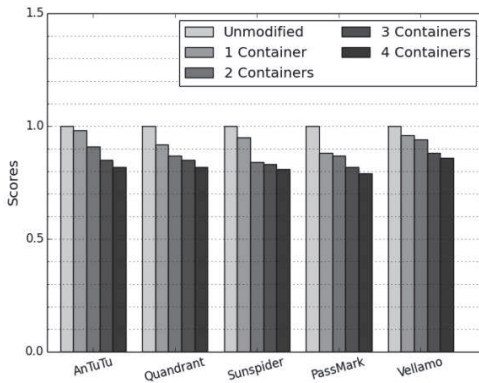 1.5
Unmodified
1 Container
2 Containers
3 Containers
4 Containers
1.0
Scores
0.5
0.0
AnTuTu
Quandrant
Sunspider
PassMark
Vellamo